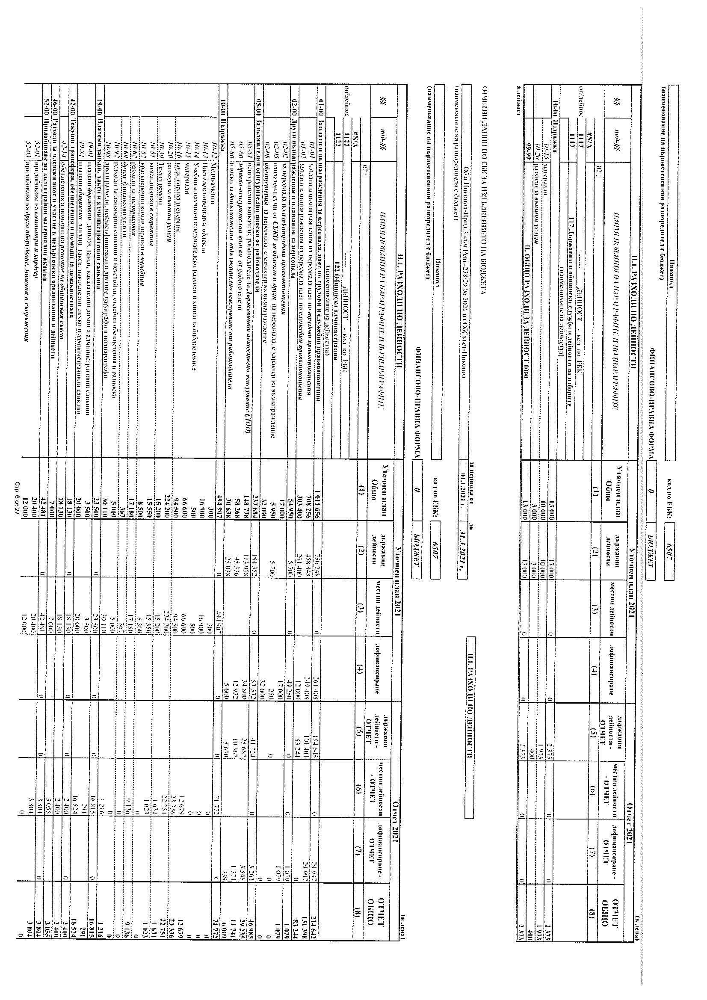 Никопол
(наименование на първостепенния разпоредител с бюджет)
код по ЕБК: 6507
ФИНАНСОВО-ПРАВНА ФОРМА 0 БЮДЖЕТ
(в лева)
II.1. РАЗХОДИ ПО ДЕЙНОСТИ Уточнен план 2021 Отчет 2021
§§ под-§§ НАИМЕНОВАНИЕ НА ПАРАГРАФИТЕ И ПОДПАРАГРАФИТЕ Уточнен план Общо държавни дейности местни дейности дофинансиране държавни дейности - ОТЧЕТ местни дейности - ОТЧЕТ дофинансиране - ОТЧЕТ ОТЧЕТ ОБЩО
(1) (2) (3) (4) (5) (6) (7) (8)
#N/A
1117 ДЕЙНОСТ - код по ЕБК
1117 117 Държавни и общински служби и дейности по изборите
(наименование на дейността)
10-00 Издръжка 13 000 13 000 0 0 2 373 0 0 2 373
10-15 материали 10 000 10 000 1 973 1 973
10-20 разходи за външни услуги 3 000 3 000 400 400
99-99 II. ОБЩО РАЗХОДИ ЗА ДЕЙНОСТ 0000 13 000 13 000 0 0 2 373 0 0 2 373
а дейност
ОТЧЕТНИ ДАННИ ПО ЕБК ЗА ИЗПЪЛНЕНИЕТО НА БЮДЖЕТА
за периода от до
Общ Никопол-Прил 3 към Реш -238/29.06.2021 на ОбСъвет-Никопол 01.1.2021 г. 31.3.2021 г. II.1. РАЗХОДИ ПО ДЕЙНОСТИ
(наименование на разпоредителя с бюджет)
Никопол код по ЕБК: 6507
(наименование на първостепенния разпоредител с бюджет)
ФИНАНСОВО-ПРАВНА ФОРМА 0 БЮДЖЕТ
(в лева)
II.1. РАЗХОДИ ПО ДЕЙНОСТИ Уточнен план 2021 Отчет 2021
§§ под-§§ НАИМЕНОВАНИЕ НА ПАРАГРАФИТЕ И ПОДПАРАГРАФИТЕ Уточнен план Общо държавни дейности местни дейности дофинансиране държавни дейности - ОТЧЕТ местни дейности - ОТЧЕТ дофинансиране - ОТЧЕТ ОТЧЕТ ОБЩО
(1) (2) (3) (4) (5) (6) (7) (8)
#N/A
1122 ДЕЙНОСТ - код по ЕБК
1122 122 Общинска администрация
(наименование на дейността)
01-00 Заплати и възнаграждения за персонала, нает по трудови и служебни правоотношения 1 011 656 750 248 0 261 408 184 645 0 29 997 214 642
01-01 заплати и възнаграждения на персонала нает по трудови правоотношения 708 256 458 848 249 408 101 401 29 997 131 398
01-02 заплати и възнаграждения на персонала нает по служебни правоотношения 303 400 291 400 12 000 83 244 0 83 244
02-00 Други възнаграждения и плащания за персонала 54 950 5 700 0 49 250 0 0 1 079 1 079
02-02 за персонала по извънтрудови правоотношения 17 000 17 000 1 079 1 079
02-05 изплатени суми от СБКО за облекло и други на персонала, с характер на възнаграждение 5 950 5 700 250 0 0 0
02-08 обезщетения за персонала, с характер на възнаграждение 32 000 32 000 0 0
05-00 Задължителни осигурителни вноски от работодатели 237 684 184 352 0 53 332 41 724 0 5 261 46 985
05-51 осигурителни вноски от работодатели за Държавното обществено осигуряване (ДОО) 148 778 113 978 34 800 25 687 3 548 29 235
05-60 здравно-осигурителни вноски от работодатели 58 268 45 336 12 932 10 367 1 374 11 741
05-80 вноски за допълнително задължително осигуряване от работодатели 30 638 25 038 5 600 5 670 339 6 009
10-00 Издръжка 494 907 0 494 907 0 0 71 772 0 71 772
10-12 Медикаменти 300 300 0 0
10-13 Постелен инвентар и облекло 16 900 16 900 0 0
10-14 Учебни и научно-изследователски разходи и книги за библиотеките 500 500 0 0
10-15 материали 66 600 66 600 12 679 12 679
10-16 вода, горива и енергия 94 500 94 500 23 336 23 336
10-20 разходи за външни услуги 224 200 224 200 22 751 22 751
10-30 Текущ ремонт 15 200 15 200 1 631 1 631
10-51 командировки в страната 15 550 15 550 1 023 1 023
10-52 краткосрочни командировки в чужбина 8 500 8 500 0 0
10-62 разходи за застраховки 17 180 17 180 9 136 9 136
10-69 други финансови услуги 367 367 0 0
10-92 разходи за договорни санкции и неустойки, съдебни обезщетения и разноски 5 000 5 000 0 0
10-98 други разходи, некласифицирани в другите параграфи и подпараграфи 30 110 30 110 1 216 1 216
19-00 Платени данъци, такси и административни санкции 23 500 0 23 500 0 0 16 815 0 16 815
19-01 платени държавни данъци, такси, наказателни лихви и административни санкции 3 500 3 500 291 291
19-81 платени общински данъци, такси, наказателни лихви и административни санкции 20 000 20 000 16 524 16 524
42-00 Текущи трансфери, обезщетения и помощи за домакинствата 18 130 0 18 130 0 0 2 400 0 2 400
42-14 обезщетения и помощи по решение на общинския съвет 18 130 18 130 2 400 2 400
46-00 Разходи за членски внос и участие в нетърговски организации и дейности 7 000 7 000 3 055 3 055
52-00 Придобиване на дълготрайни материални активи 42 481 0 42 481 0 0 3 804 0 3 804
52-01 придобиване на компютри и хардуер 20 400 20 400 3 804 3 804
52-03 придобиване на друго оборудване, машини и съоръжения 12 000 12 000 0 0
Стр 6 от 27